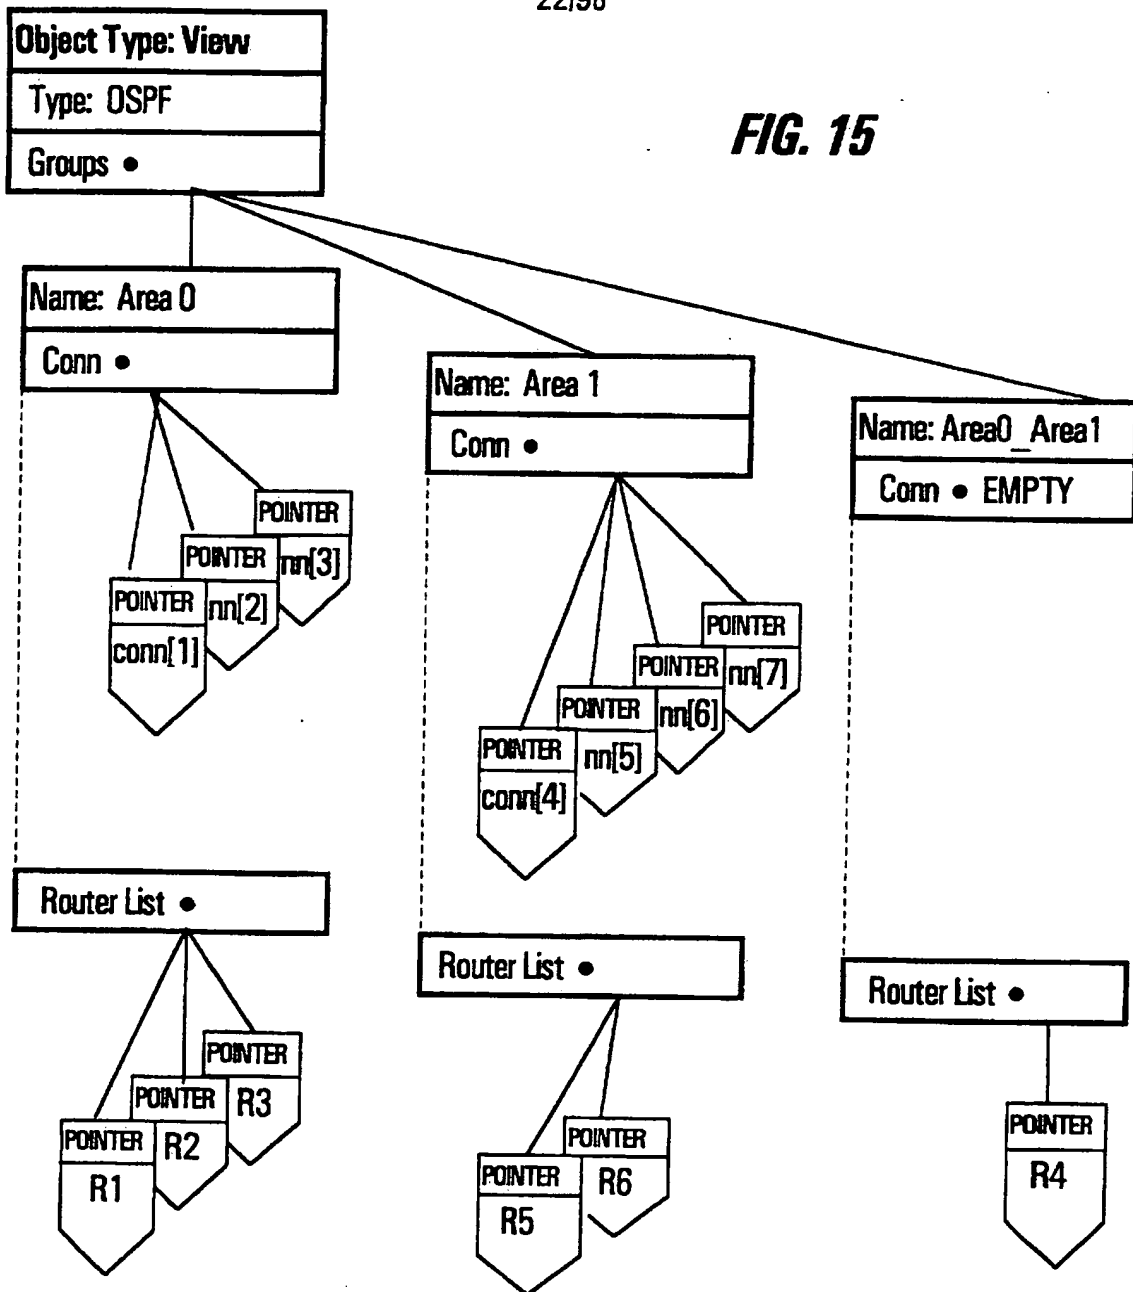 22/96
Object Type: View
Type: OSPF
Groups •
FIG. 15
Name: Area 0
Conn •
Name: Area 1
Conn •
Name: Area0_Area1
Conn • EMPTY
POINTER
nn[3]
POINTER
nn[2]
POINTER
conn[1]
POINTER
nn[7]
POINTER
nn[6]
POINTER
nn[5]
POINTER
conn[4]
Router List •
Router List •
Router List •
POINTER
R3
POINTER
R2
POINTER
R1
POINTER
R6
POINTER
R5
POINTER
R4